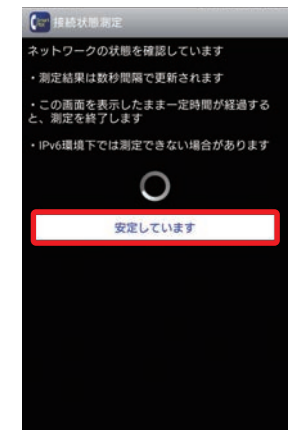 接続状態測定
ネットワークの状態を確認しています
・測定結果は数秒間隔で更新されます
・この画面を表示したまま一定時間が経過する
と、測定を終了します
・IPv6環境下では測定できない場合があります
安定しています